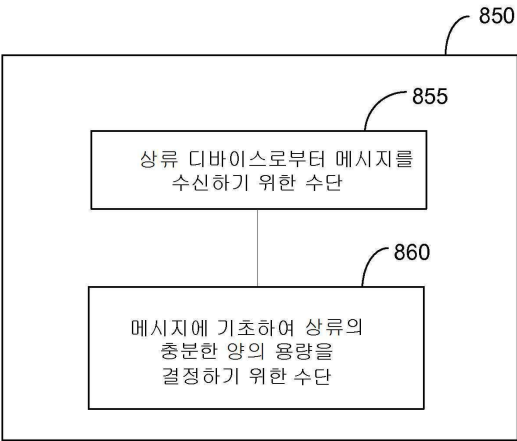 850
855
상류 디바이스로부터 메시지를
수신하기 위한 수단
860
메시지에 기초하여 상류의
충분한 양의 용량을
결정하기 위한 수단